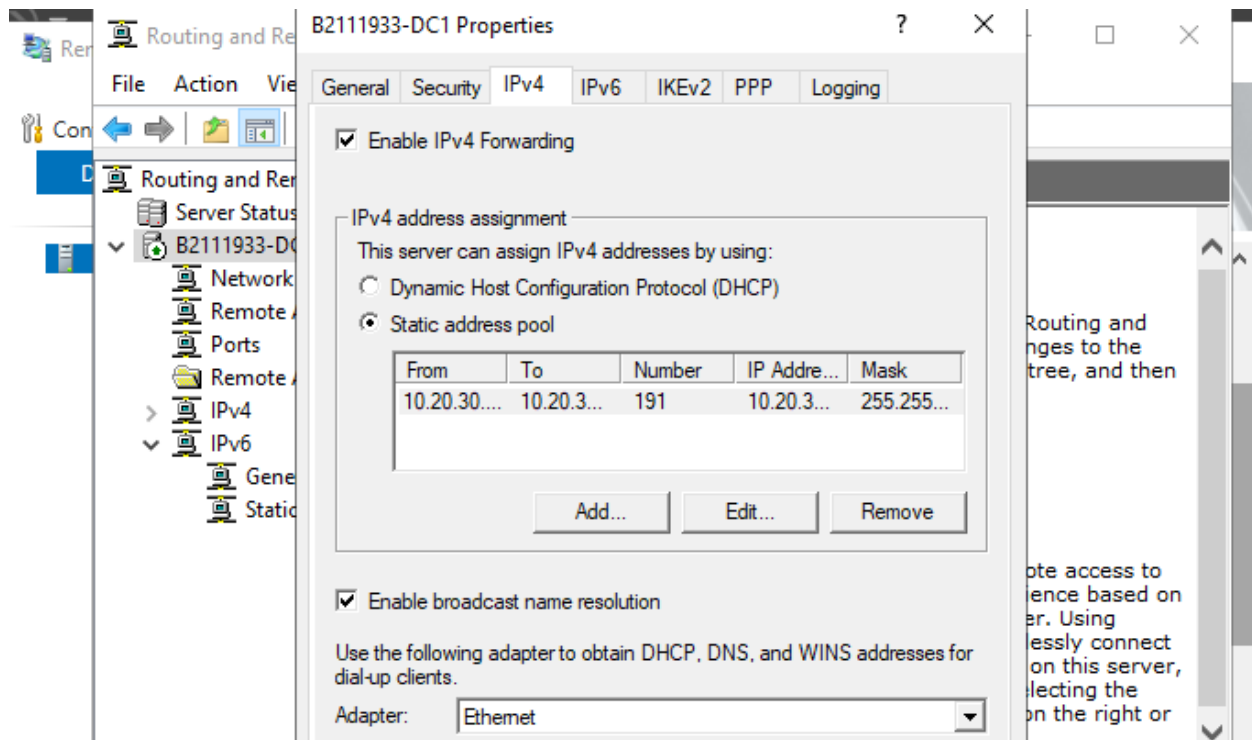 Rer
Routing and Re
B2111933-DC1 Properties
?
File Action Vie
General Security IPv4 IPv6 IKEv2 PPP Logging
Con
Enable IPv4 Forwarding
D
Routing and Rer
Server Status
B2111933-DC
Network
Remote
Ports
Remote
IPv4
IPv6
Gene
Static
IPv4 address assignment
This server can assign IPv4 addresses by using:
Dynamic Host Configuration Protocol (DHCP)
Static address pool
From To Number IP Addre... Mask
10.20.30.... 10.20.3... 191 10.20.3... 255.255...
Add... Edit... Remove
Enable broadcast name resolution
Use the following adapter to obtain DHCP, DNS, and WINS addresses for
dial-up clients.
Adapter: Ethernet
Routing and
nges to the
tree, and then
ote access to
ience based on
er. Using
lessly connect
on this server,
electing the
on the right or